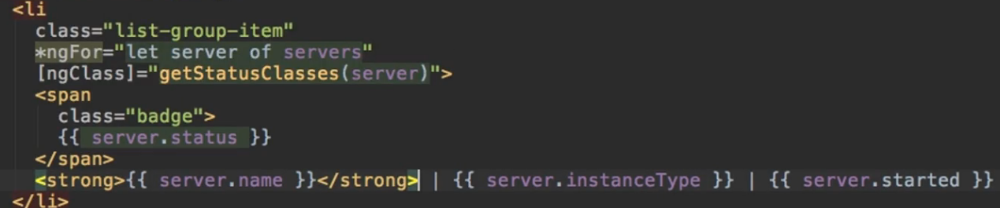 <li
class="list-group-item"
*ngFor="let server of servers"
[ngClass]="getStatusClasses(server)">
<span
class="badge">
{{ server.status }}
</span>
<strong>{{ server.name }}</strong> | {{ server.instanceType }} | {{ server.started }}
</li>